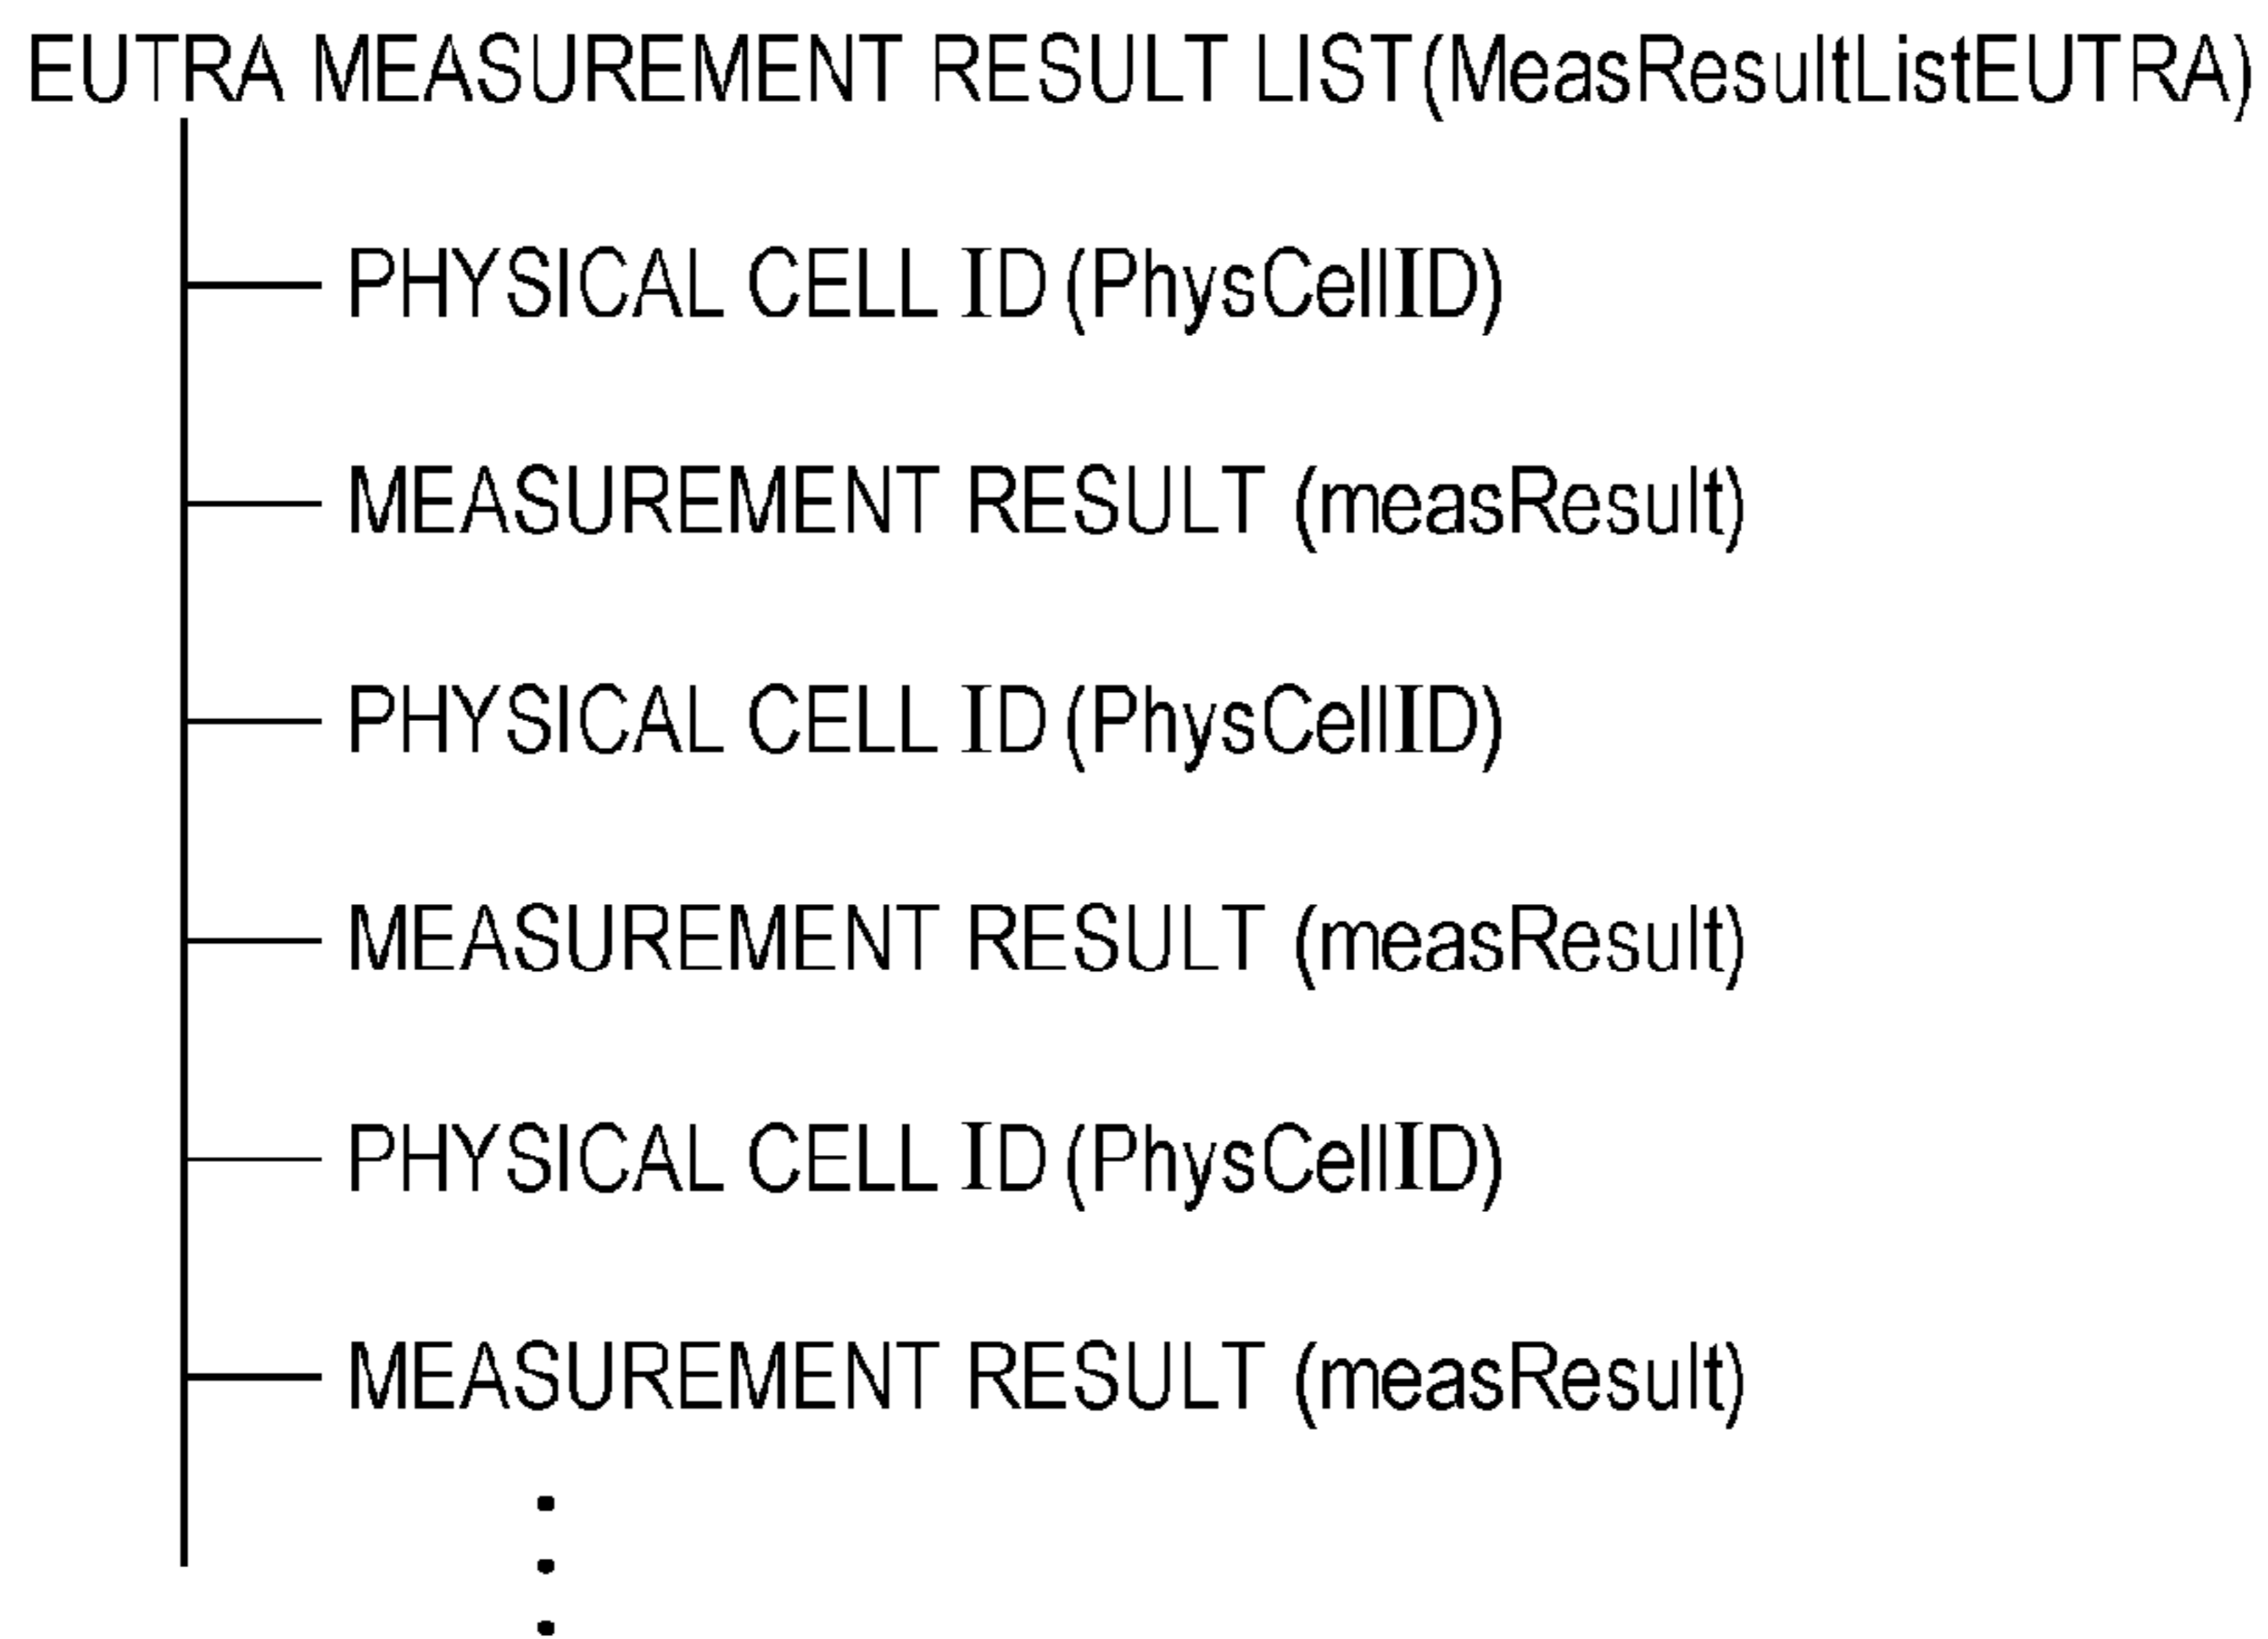 EUTRA MEASUREMENT RESULT LIST(MeasResultListEUTRA)
PHYSICAL CELL ID (PhysCellID)
MEASUREMENT RESULT (measResult)
PHYSICAL CELL ID (PhysCellID)
MEASUREMENT RESULT (measResult)
PHYSICAL CELL ID (PhysCellID)
MEASUREMENT RESULT (measResult)